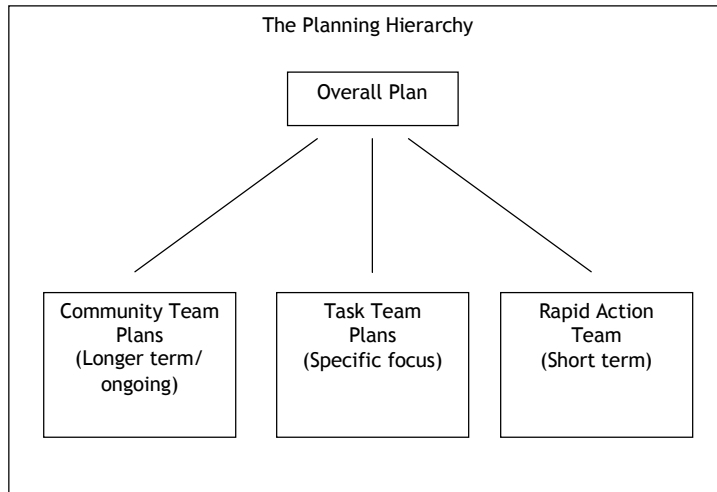 The Planning Hierarchy
Overall Plan
Community Team
Plans
(Longer term/
ongoing)
Task Team
Plans
(Specific focus)
Rapid Action
Team
(Short term)